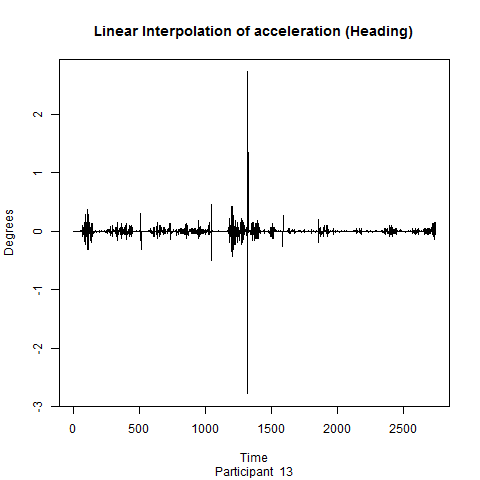 Linear Interpolation of acceleration (Heading)
Degrees
2
1
0
-1
-2
-3
0 500 1000 1500 2000 2500
Time
Participant 13